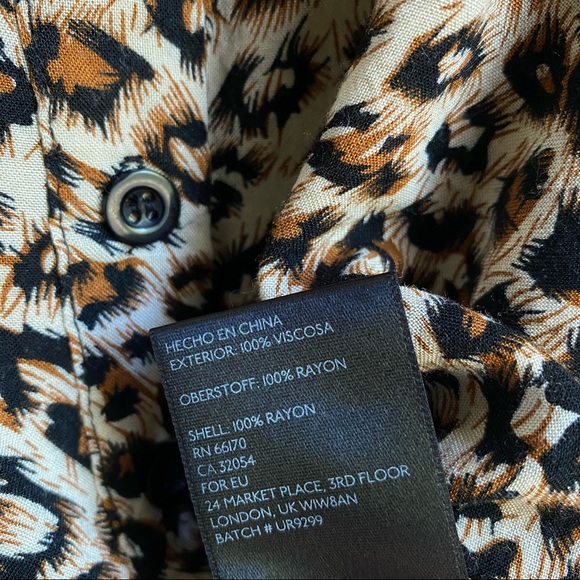 HECHO EN CHINA
EXTERIOR: 100% VISCOSA
OBERSTOFF: 100% RAYON
SHELL: 100% RAYON
RN 66170
CA 32054
FOR EU
24 MARKET PLACE, 3RD FLOOR
LONDON, UK W1W8AN
BATCH # UR9299